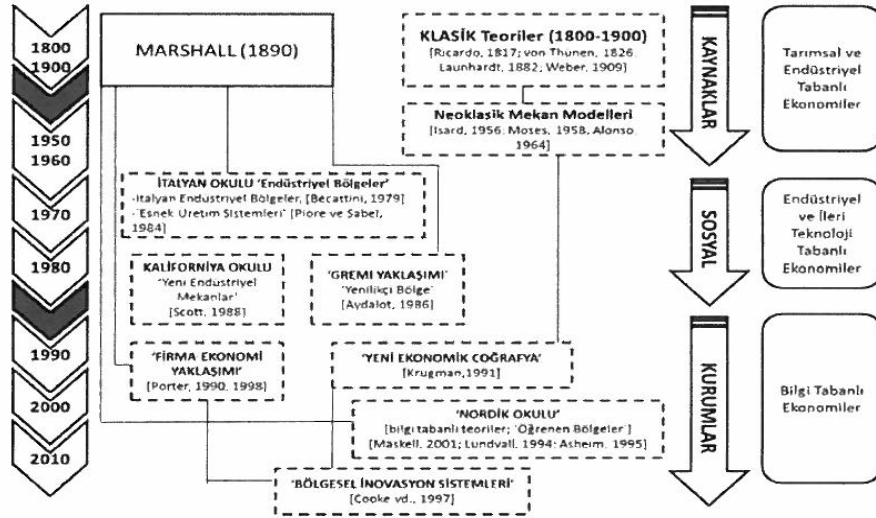 1800
1900
1950
1960
1970
1980
1990
2000
2010
MARSHALL (1890)
KLASİK Teoriler (1800-1900)
[Ricardo, 1817; von Thünen, 1826
Launhardt, 1882; Weber, 1909]
Neoklasik Mekan Modelleri
[Isard, 1956, Moses, 1958, Alonso,
1964]
İTALYAN OKULU 'Endüstriyel Bölgeler'
-İtalyan Endüstriyel Bölgeler, [Becattini, 1979]
-'Esnek Üretim Sistemleri' [Piore ve Sabel,
1984]
KALİFORNİYA OKULU
'Yeni Endüstriyel
Mekanlar'
[Scott, 1988]
'GREMI YAKLAŞIMI'
'Yenilikçi Bölge'
[Aydalot, 1986]
'FİRMA-EKONOMİ
YAKLAŞIMI'
[Porter, 1990, 1998]
'YENİ EKONOMİK COĞRAFYA'
[Krugman,1991]
'NORDİK OKULU'
[bilgi tabanlı teoriler; 'Öğrenen Bölgeler']
[Maskell, 2001; Lundvall, 1994; Asheim, 1995]
'BÖLGESEL İNOVASYON SİSTEMLERİ'
[Cooke vd., 1997]
KAYNAKLAR
SOSYAL
KURUMLAR
Tarımsal ve
Endüstriyel
Tabanlı
Ekonomiler
Endüstriyel
ve İleri
Teknoloji
Tabanlı
Ekonomiler
Bilgi Tabanlı
Ekonomiler